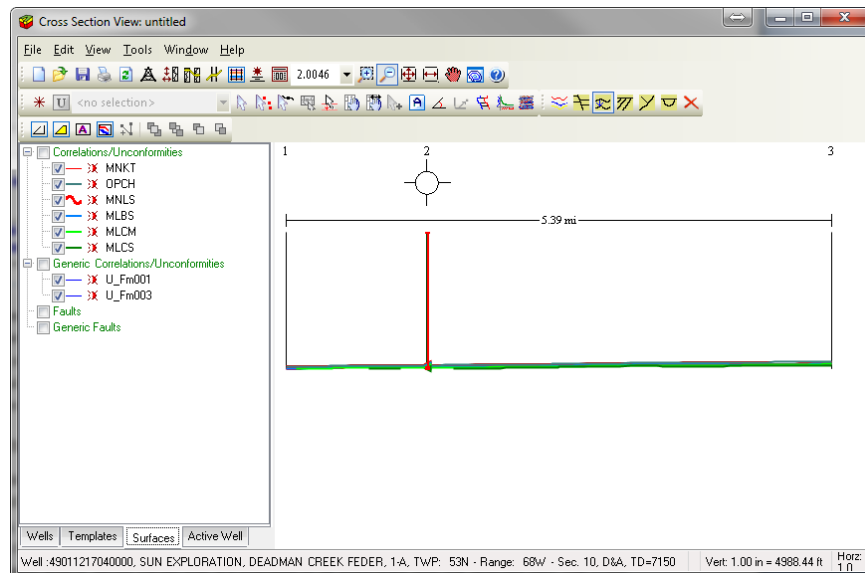 Cross Section View: untitled
File Edit View Tools Window Help
2.0046
U <no selection>
A
A
Correlations/Unconformities
MNKT
OPCH
MNLS
MLBS
MLCM
MLCS
Generic Correlations/Unconformities
U_Fm001
U_Fm003
Faults
Generic Faults
1 2 3
5.39 mi
Wells Templates Surfaces Active Well
Well :49011217040000, SUN EXPLORATION, DEADMAN CREEK FEDER, 1-A, TWP: 53N - Range: 68W - Sec. 10, D&A, TD=7150
Vert: 1.00 in = 4988.44 ft
Horz:
1.0